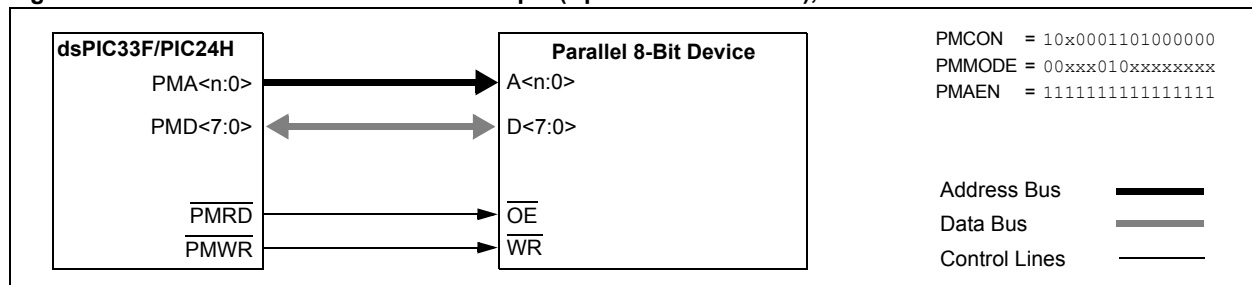 dsPIC33F/PIC24H
Parallel 8-Bit Device
PMA<n:0>
A<n:0>
PMD<7:0>
D<7:0>
PMRD
OE
PMWR
WR
PMCON = 10x0001101000000
PMMODE = 00xxx010xxxxxxxx
PMAEN = 1111111111111111
Address Bus
Data Bus
Control Lines